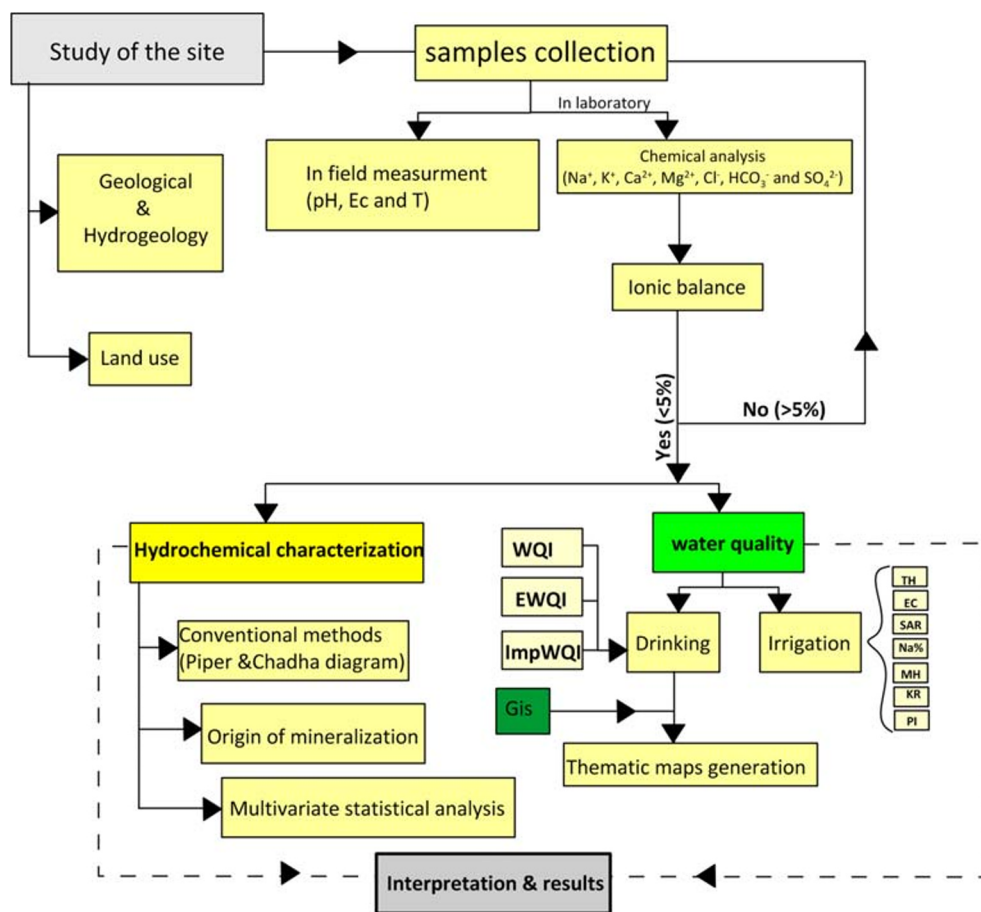 Study of the site
samples collection
In laboratory
In field measurment
(pH, Ec and T)
Chemical analysis
(Na⁺, K⁺, Ca²⁺, Mg²⁺, Cl⁻, HCO₃⁻ and SO₄²⁻)
Geological
&
Hydrogeology
Ionic balance
Land use
Yes (<5%)
No (>5%)
Hydrochemical characterization
water quality
WQI
EWQI
ImpWQI
Drinking
Irrigation
TH
EC
SAR
Na%
MH
KR
PI
Conventional methods
(Piper &Chadha diagram)
Gis
Origin of mineralization
Thematic maps generation
Multivariate statistical analysis
Interpretation & results